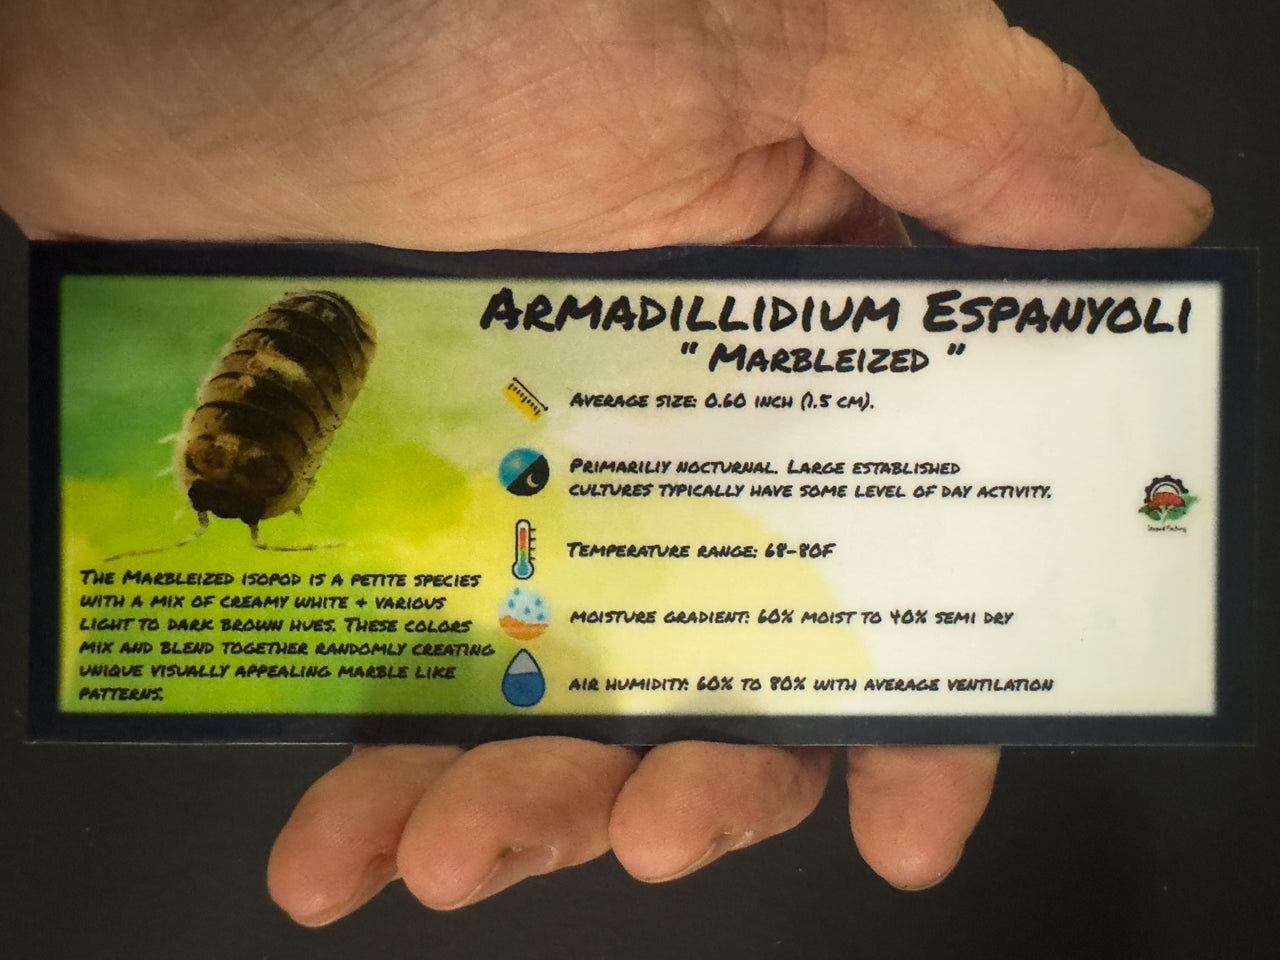 ARMADILLIDIUM ESPANYOLI
" MARBLEIZED "
AVERAGE SIZE: 0.60 INCH (1.5 CM).
PRIMARILIY NOCTURNAL. LARGE ESTABLISHED
CULTURES TYPICALLY HAVE SOME LEVEL OF DAY ACTIVITY.
TEMPERATURE RANGE: 68-80F
MOISTURE GRADIENT: 60% MOIST TO 40% SEMI DRY
AIR HUMIDITY: 60% TO 80% WITH AVERAGE VENTILATION
THE MARBLEIZED ISOPOD IS A PETITE SPECIES
WITH A MIX OF CREAMY WHITE + VARIOUS
LIGHT TO DARK BROWN HUES. THESE COLORS
MIX AND BLEND TOGETHER RANDOMLY CREATING
UNIQUE VISUALLY APPEALING MARBLE LIKE
PATTERNS.